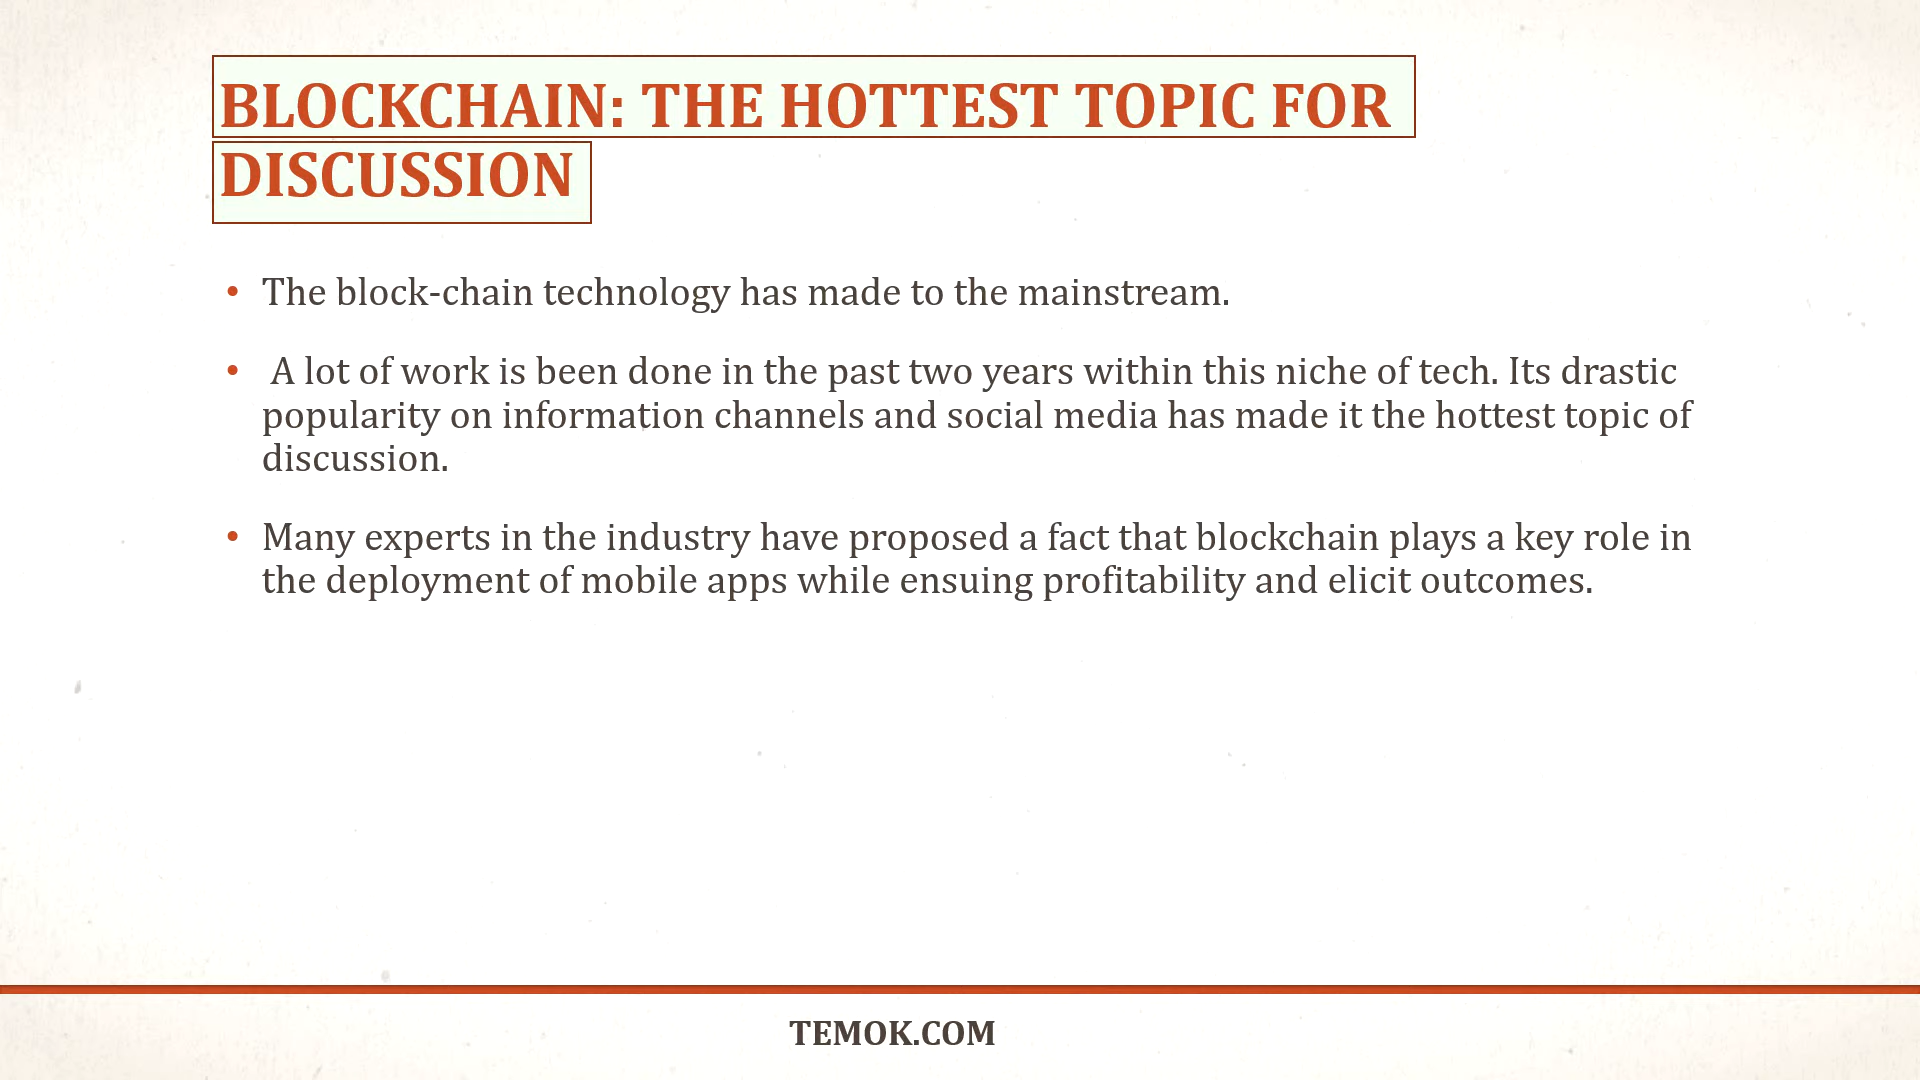 BLOCKCHAIN: THE HOTTEST TOPIC FOR
DISCUSSION
• The block-chain technology has made to the mainstream.
• A lot of work is been done in the past two years within this niche of tech. Its drastic
popularity on information channels and social media has made it the hottest topic of
discussion.
• Many experts in the industry have proposed a fact that blockchain plays a key role in
the deployment of mobile apps while ensuing profitability and elicit outcomes.
TEMOK.COM